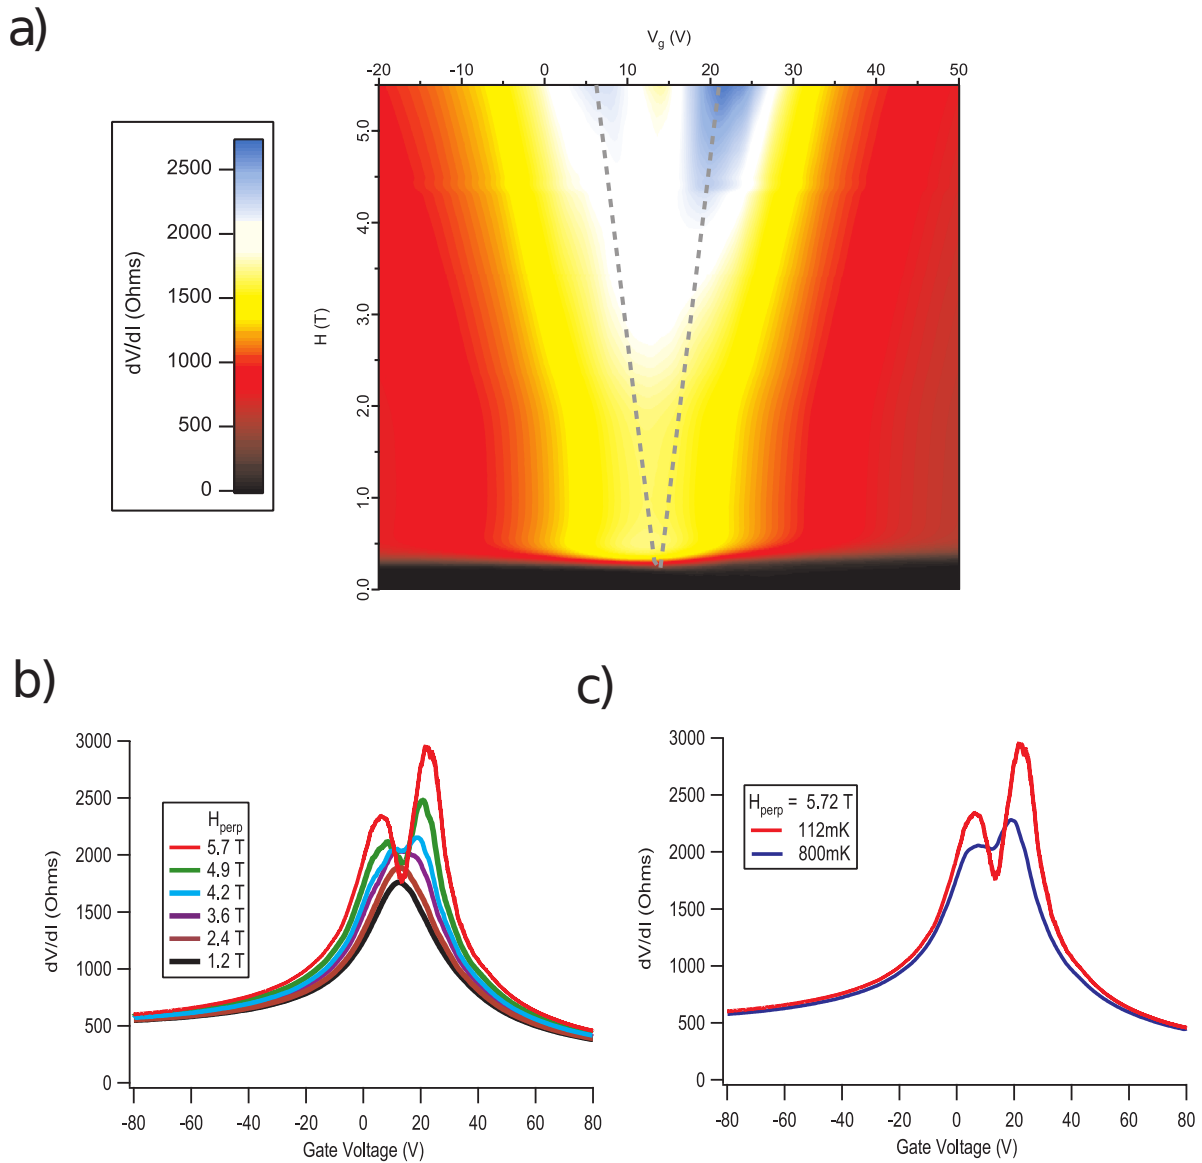 a)
V_g (V)
-20 -10 0 10 20 30 40 50
dV/dI (Ohms)
2500
2000
1500
1000
500
0
H (T)
5.0
4.0
3.0
2.0
1.0
0.0
b)
dV/dI (Ohms)
3000
2500
2000
1500
1000
500
0
H_perp
5.7 T
4.9 T
4.2 T
3.6 T
2.4 T
1.2 T
-80 -60 -40 -20 0 20 40 60 80
Gate Voltage (V)
c)
dV/dI (Ohms)
3000
2500
2000
1500
1000
500
0
H_perp = 5.72 T
112mK
800mK
-80 -60 -40 -20 0 20 40 60 80
Gate Voltage (V)